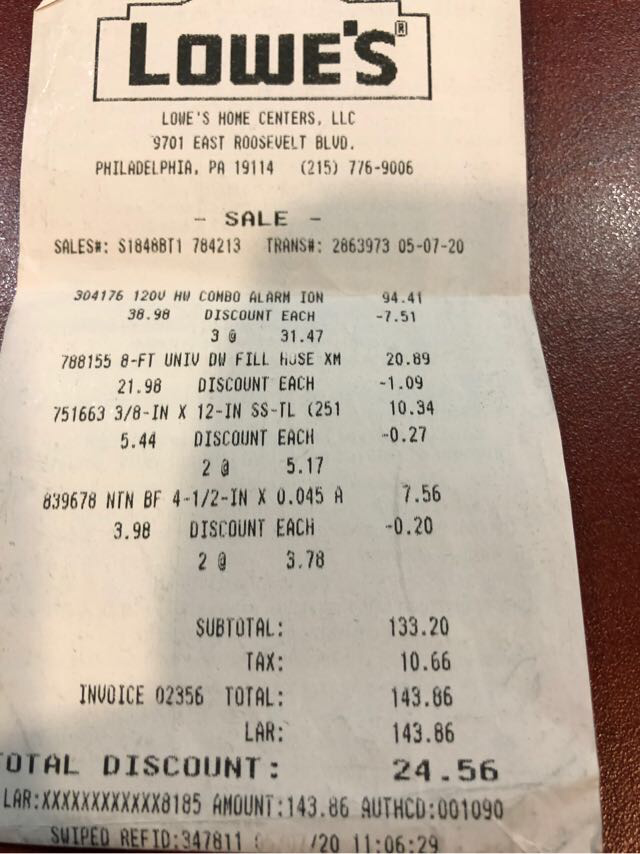 LOWE'S®
LOWE'S HOME CENTERS, LLC
9701 EAST ROOSEVELT BLVD.
PHILADELPHIA, PA 19114 (215) 776-9006
- SALE -
SALES#: S1848BT1 784213 TRANS#: 2863973 05-07-20
304176 120V HW COMBO ALARM ION 94.41
38.98 DISCOUNT EACH -7.51
3 @ 31.47
788155 8-FT UNIV DW FILL HOSE XM 20.89
21.98 DISCOUNT EACH -1.09
751663 3/8-IN X 12-IN SS-TL (251 10.34
5.44 DISCOUNT EACH -0.27
2 @ 5.17
839678 NTN BF 4-1/2-IN X 0.045 A 7.56
3.98 DISCOUNT EACH -0.20
2 @ 3.78
SUBTOTAL: 133.20
TAX: 10.66
INVOICE 02356 TOTAL: 143.86
LAR: 143.86
TOTAL DISCOUNT: 24.56
LAR:XXXXXXXXXXXX8185 AMOUNT:143.86 AUTHCD:001090
SWIPED REFID:347811 /20 11:06:29